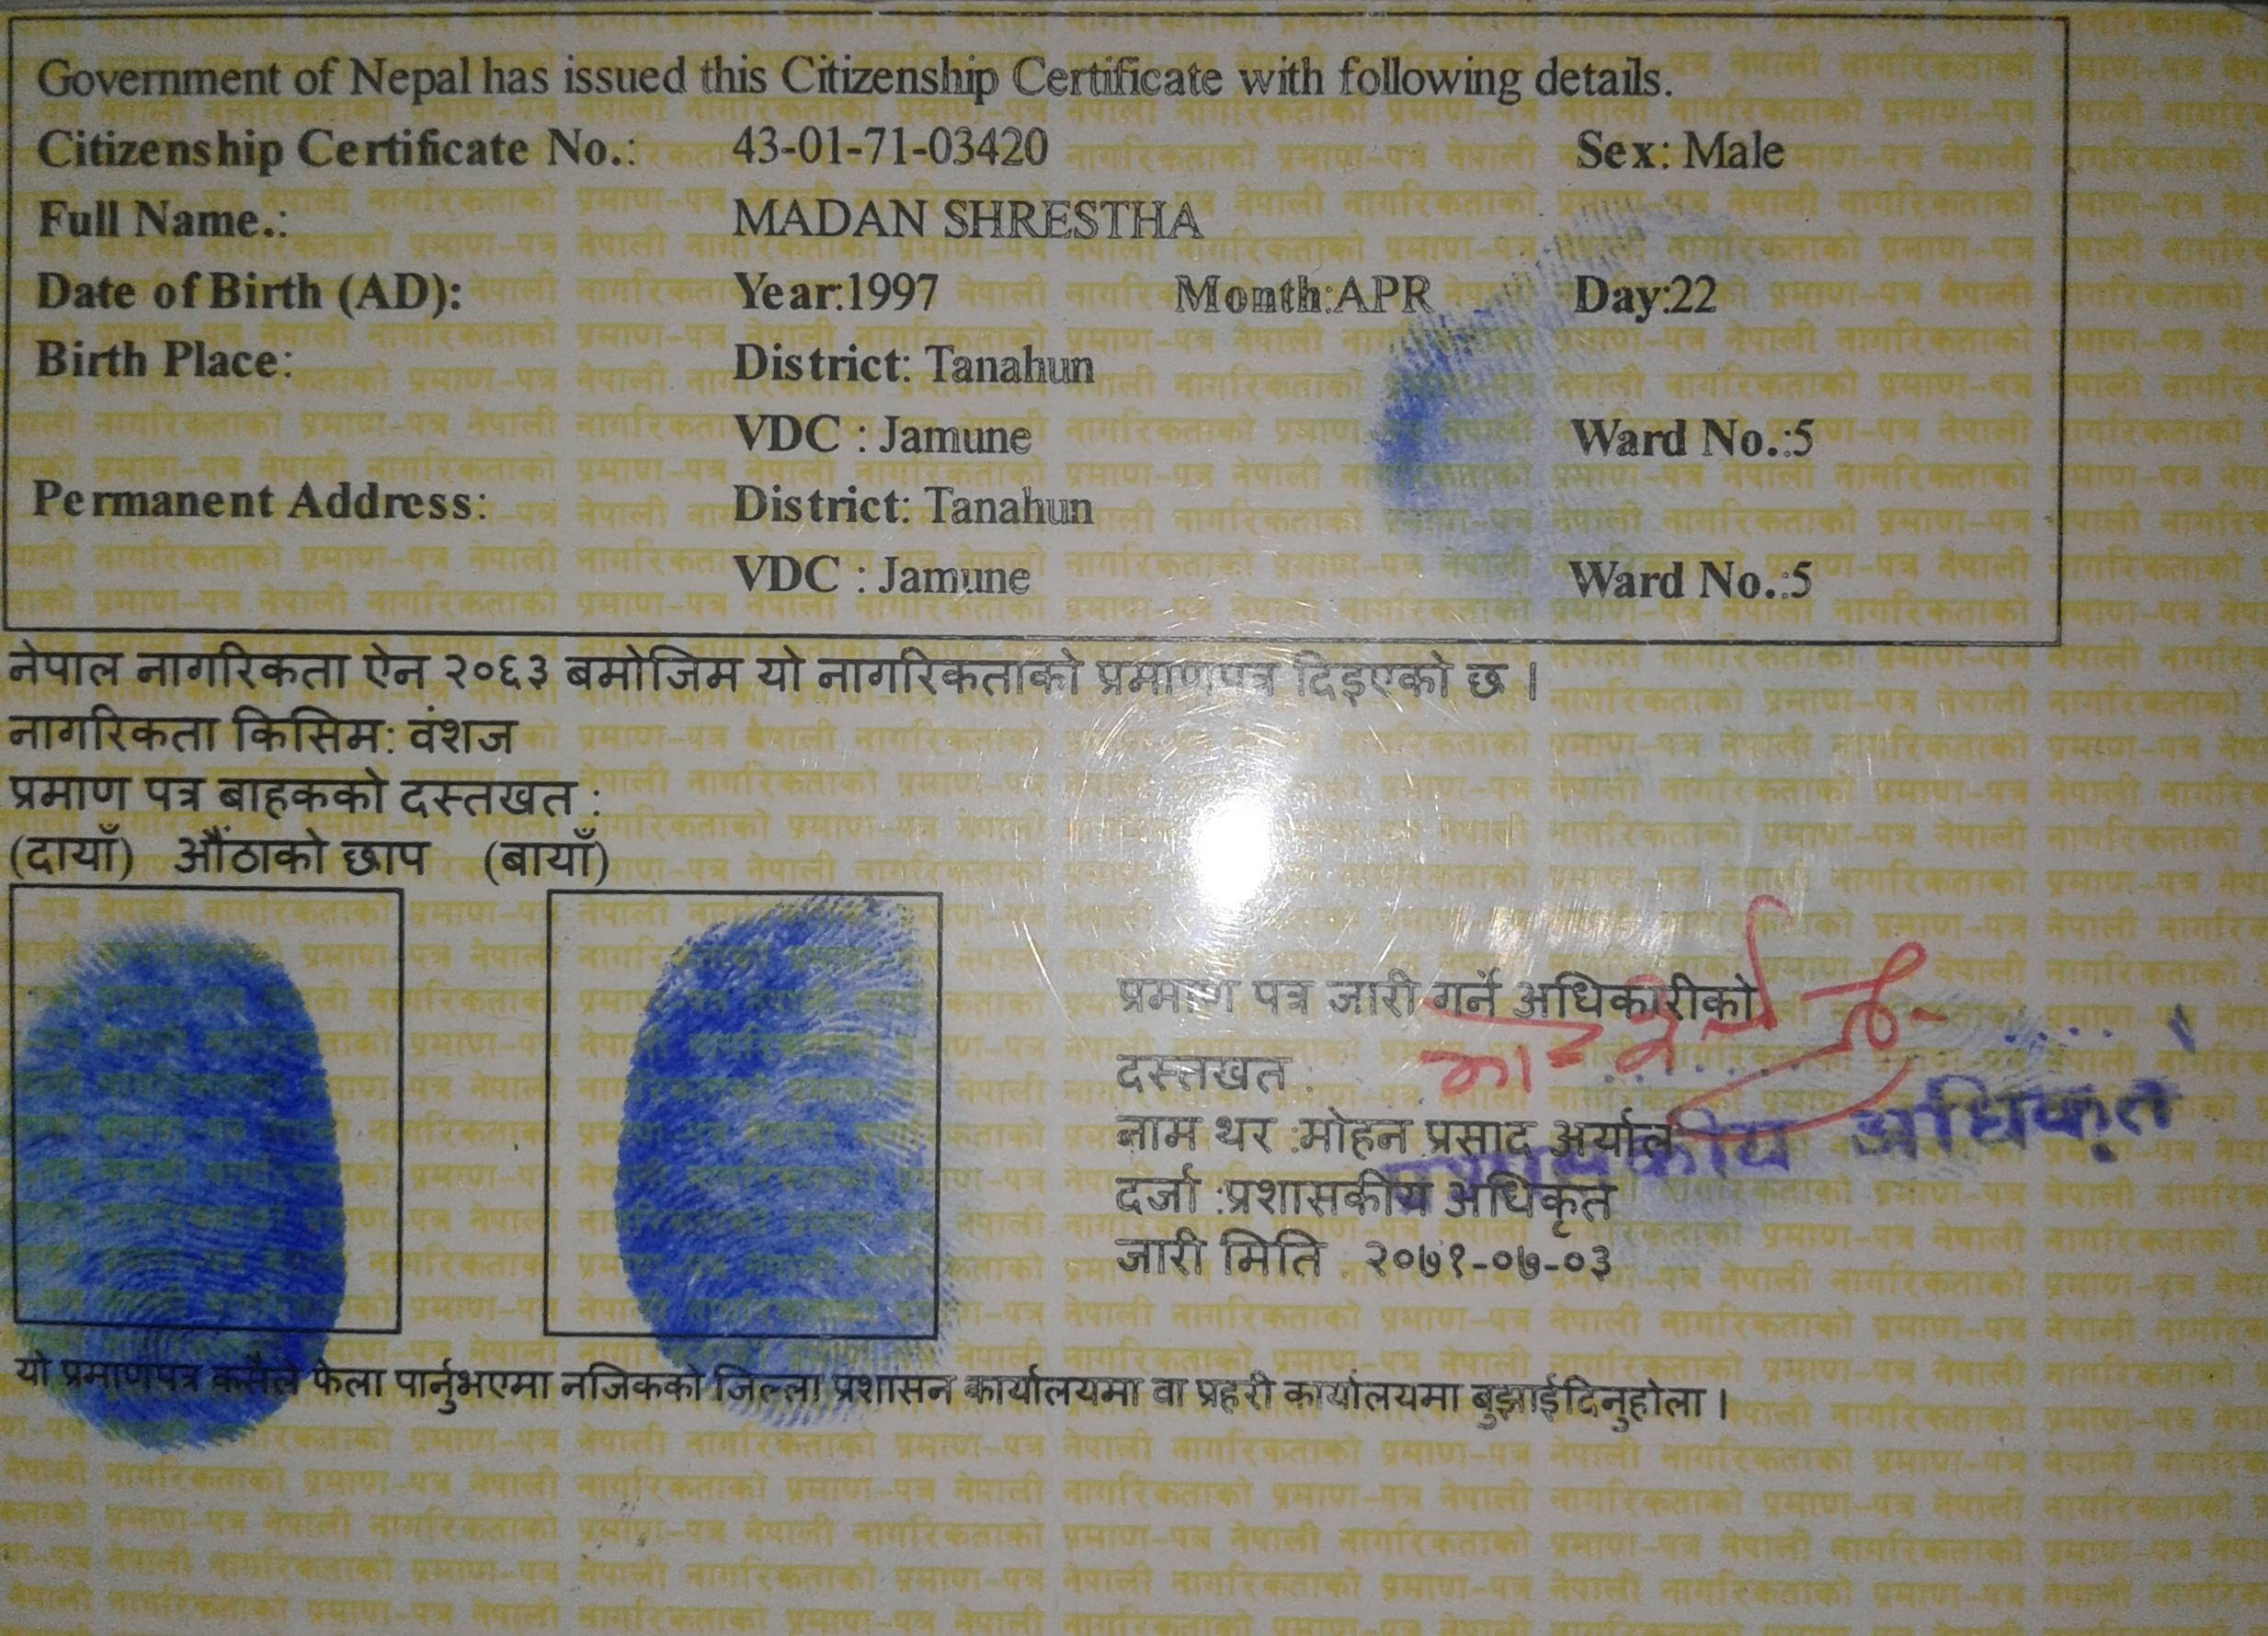 Government of Nepal has issued this Citizenship Certificate with following details.
Citizenship Certificate No.: 43-01-71-03420 Sex: Male
Full Name.: MADAN SHRESTHA
Date of Birth (AD): Year:1997 Month:APR Day:22
Birth Place: District: Tanahun
VDC : Jamune Ward No.:5
Permanent Address: District: Tanahun
VDC : Jamune Ward No.:5
नेपाल नागरिकता ऐन २०६३ बमोजिम यो नागरिकताको प्रमाणपत्र दिइएको छ ।
नागरिकता किसिम: वंशज
प्रमाण पत्र बाहकको दस्तखत :
(दायाँ) औंठाको छाप (बायाँ)
प्रमाण पत्र जारी गर्ने अधिकारीको
दस्तखत :
नाम थर :मोहन प्रसाद अर्याल
अधिकृत
दर्जा :प्रशासकीय अधिकृत
जारी मिति : २०७१-०७-०३
यो प्रमाणपत्र कसैले फेला पार्नुभएमा नजिकको जिल्ला प्रशासन कार्यालयमा वा प्रहरी कार्यालयमा बुझाईदिनुहोला ।